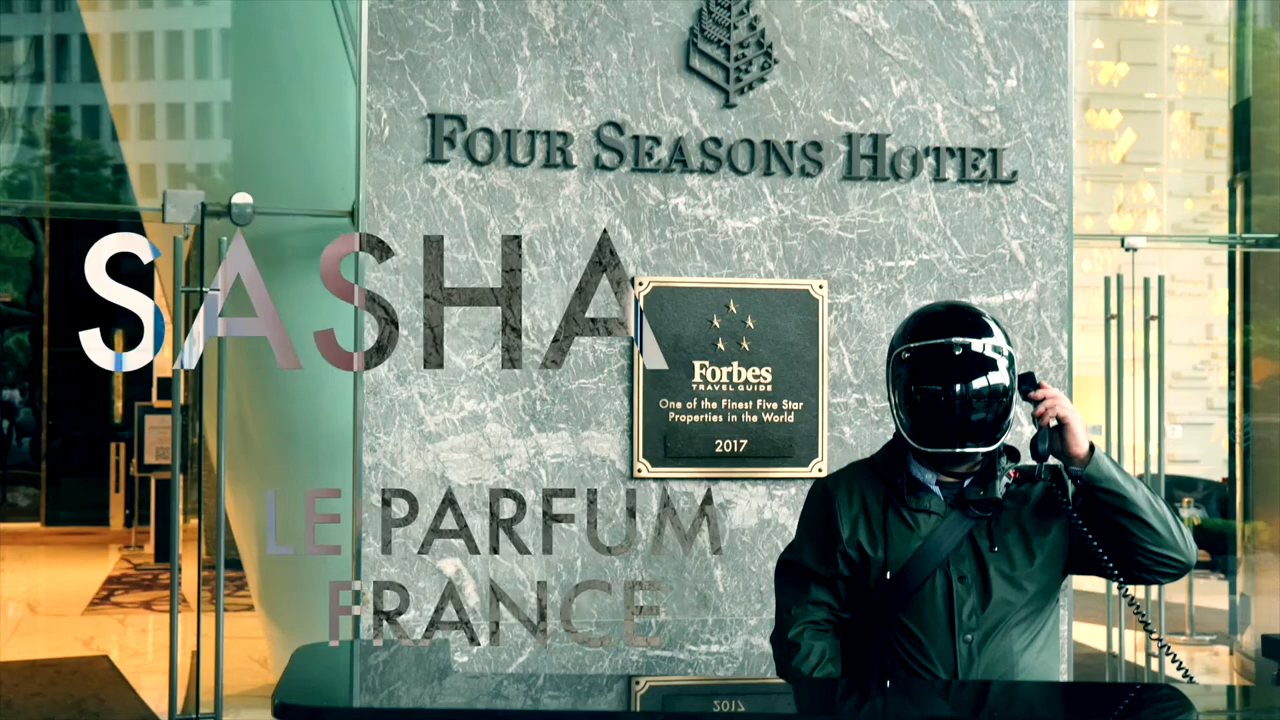 FOUR SEASONS HOTEL
SASHA
Forbes
TRAVEL GUIDE
One of the Finest Five Star
Properties in the World
2017
LE PARFUM
FRANCE
2017